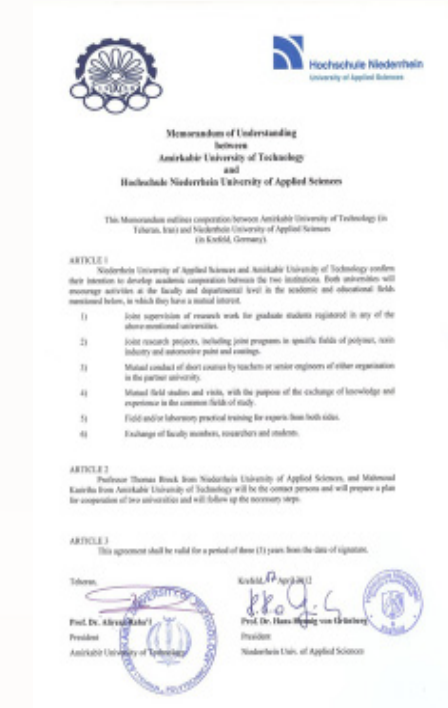 Hochschule Niederrhein
University of Applied Sciences
Memorandum of Understanding
between
Amirkabir University of Technology
and
Hochschule Niederrhein University of Applied Sciences
This Memorandum outlines cooperation between Amirkabir University of Technology (in
Teheran, Iran) and Niederrhein University of Applied Sciences
(in Krefeld, Germany).
ARTICLE 1
Niederrhein University of Applied Sciences and Amirkabir University of Technology confirm
their intention to develop academic cooperation between the two institutions. Both universities will
encourage activities at the faculty and departmental level in the academic and educational fields
mentioned below, in which they have a mutual interest.
1) Joint supervision of research work for graduate students registered in any of the
above-mentioned universities.
2) Joint research projects, including joint programs in specific fields of polymer, resin
industry and automotive paint and coatings.
3) Mutual conduct of short courses by teachers or senior engineers of either organisation
in the partner university.
4) Mutual field studies and visits, with the purpose of the exchange of knowledge and
experience in the common fields of study.
5) Field and/or laboratory practical training for experts from both sides.
6) Exchange of faculty members, researchers and students.
ARTICLE 2
Professor Thomas Brock from Niederrhein University of Applied Sciences, and Mahmoud
from Amirkabir University of Technology will be the contact persons and will prepare a plan
for cooperation of two universities and will follow up the necessary steps.
ARTICLE 3
This agreement shall be valid for a period of three (3) years from the date of signature.
Teheran,
Krefeld, April 2012
Prof. Dr. Alireza Raha'i
President
Amirkabir University of Technology
Prof. Dr. Hans-Hennig von Grünberg
President
Niederrhein Univ. of Applied Sciences